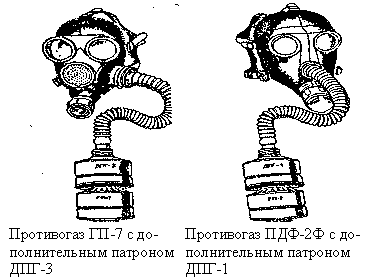 Противогаз ГП-7 с до-
полнительным патроном
ДПГ-3
Противогаз ПДФ-2Ф с до-
полнительным патроном
ДПГ-1